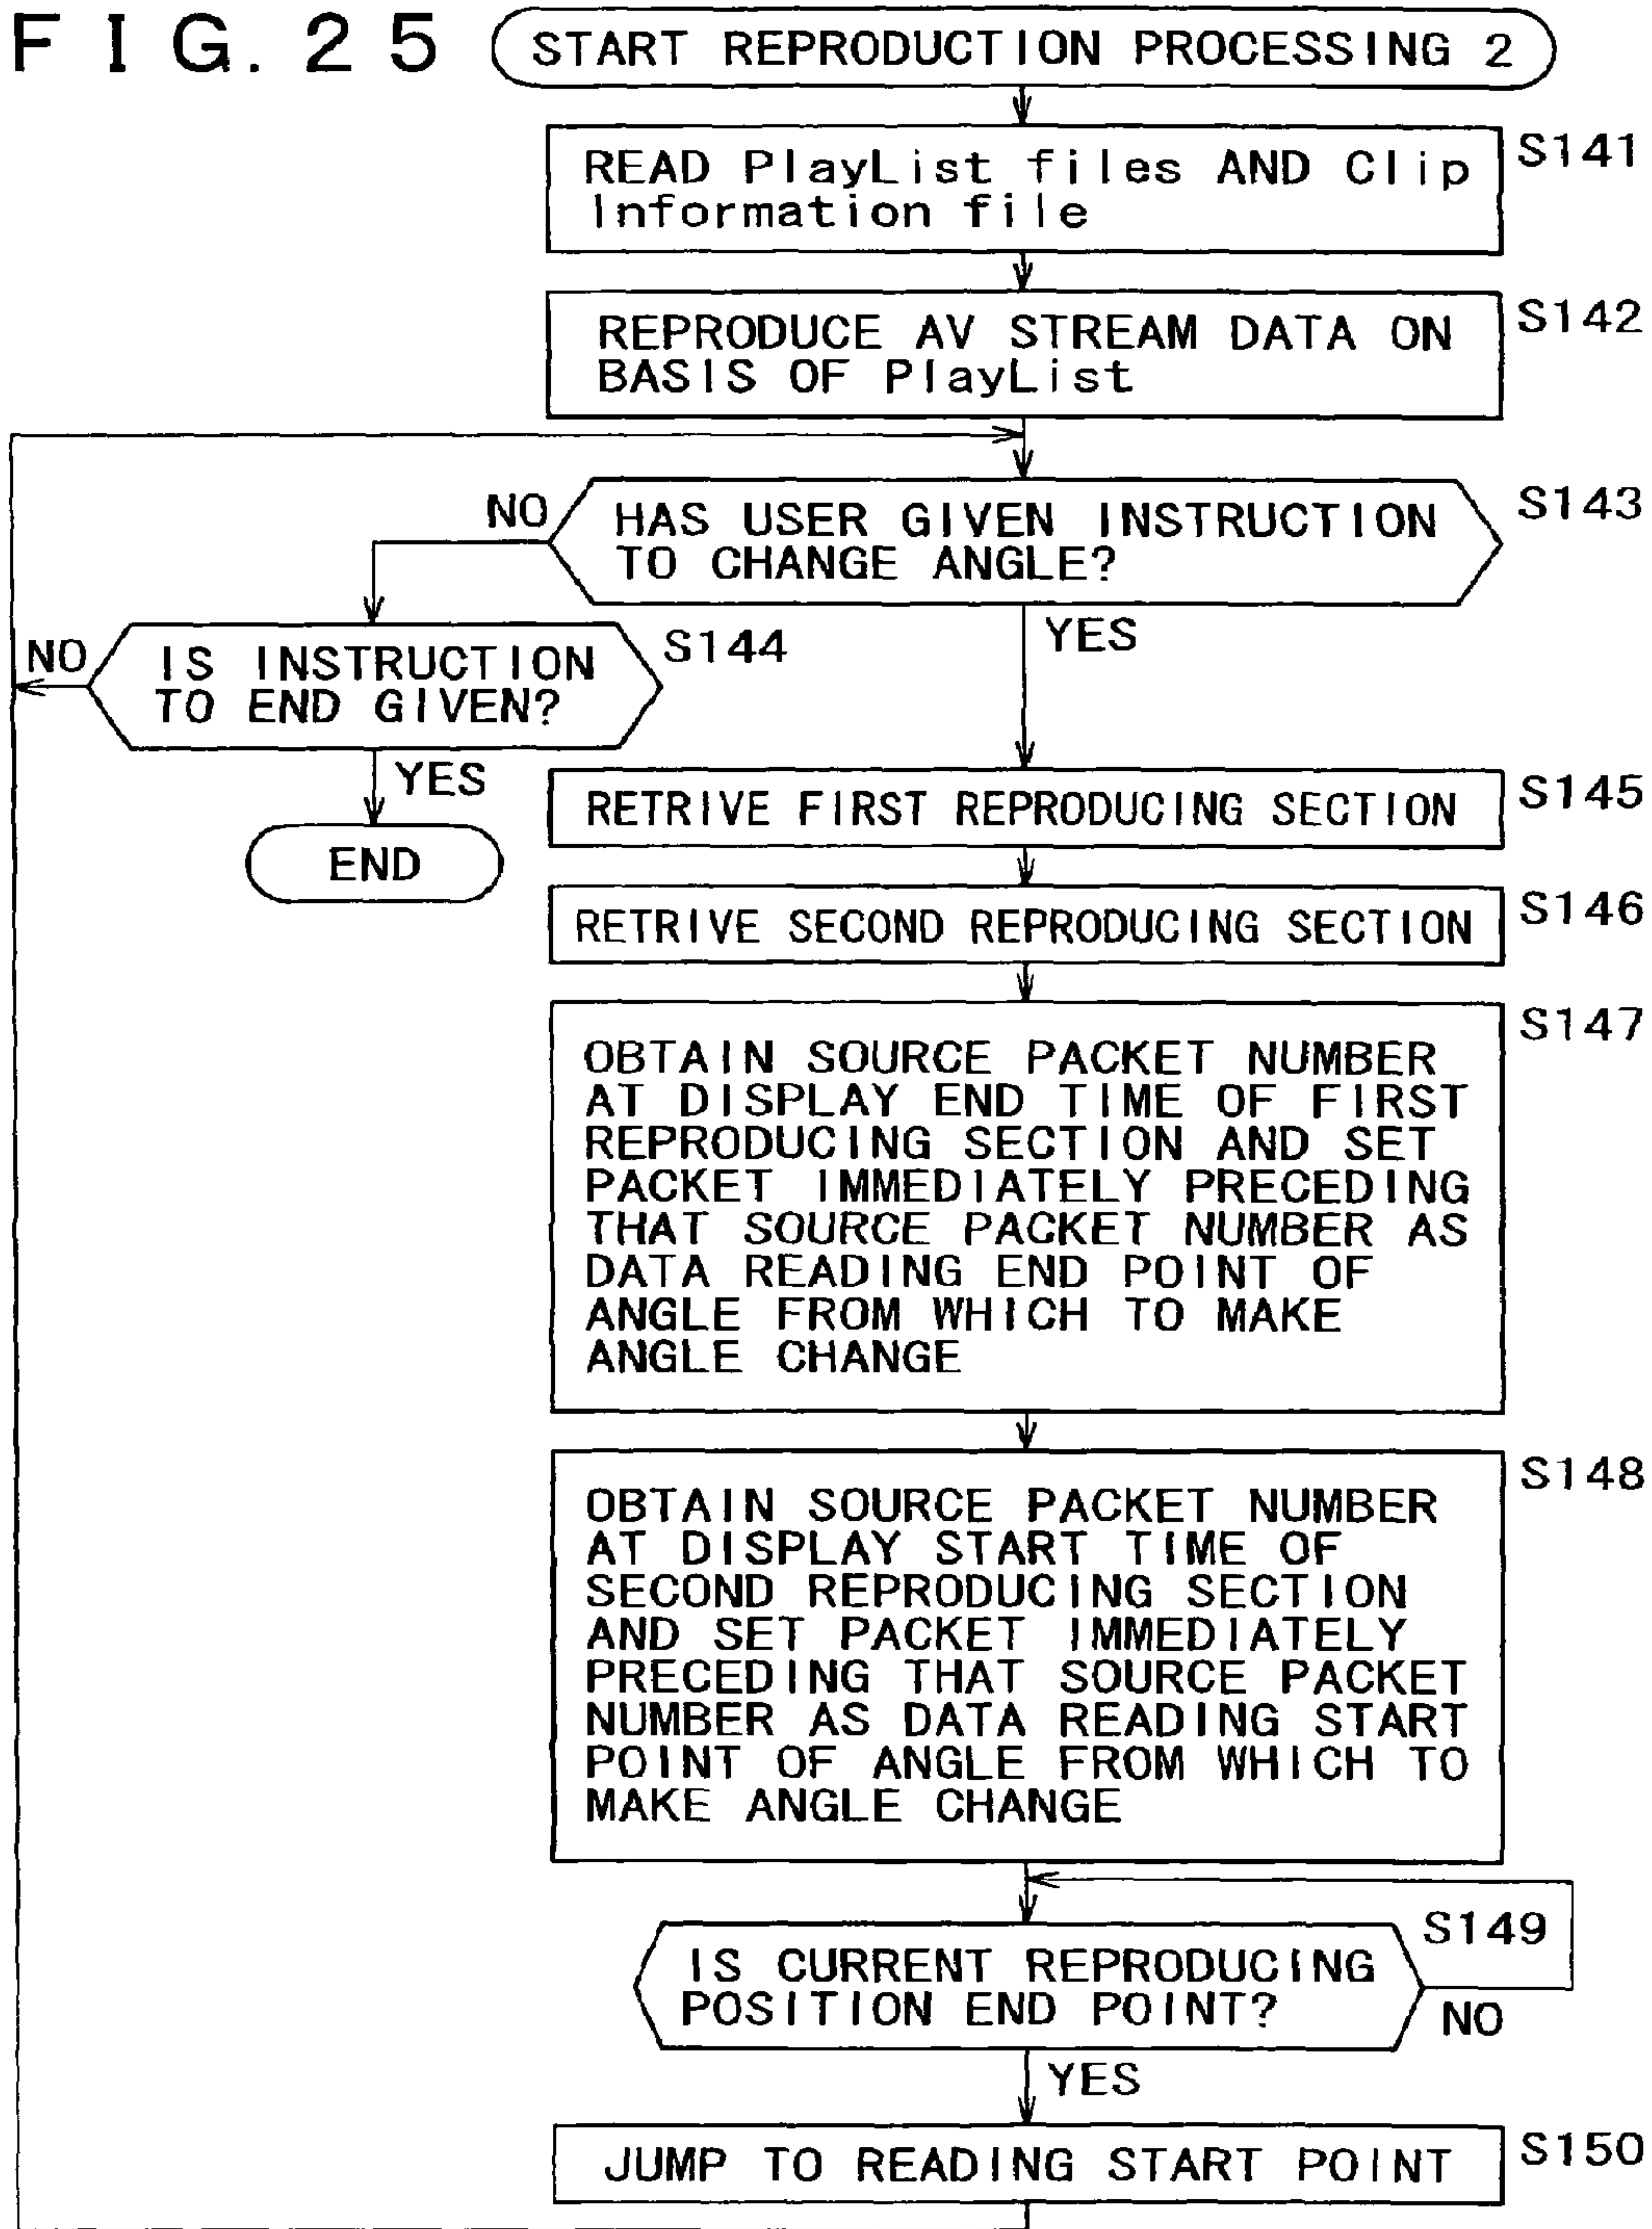 FIG. 25
START REPRODUCTION PROCESSING 2
READ PlayList files AND Clip
Information file
S141
REPRODUCE AV STREAM DATA ON
BASIS OF PlayList
S142
HAS USER GIVEN INSTRUCTION
TO CHANGE ANGLE?
S143
NO
YES
IS INSTRUCTION
TO END GIVEN?
S144
NO
YES
END
RETRIVE FIRST REPRODUCING SECTION
S145
RETRIVE SECOND REPRODUCING SECTION
S146
OBTAIN SOURCE PACKET NUMBER
AT DISPLAY END TIME OF FIRST
REPRODUCING SECTION AND SET
PACKET IMMEDIATELY PRECEDING
THAT SOURCE PACKET NUMBER AS
DATA READING END POINT OF
ANGLE FROM WHICH TO MAKE
ANGLE CHANGE
S147
OBTAIN SOURCE PACKET NUMBER
AT DISPLAY START TIME OF
SECOND REPRODUCING SECTION
AND SET PACKET IMMEDIATELY
PRECEDING THAT SOURCE PACKET
NUMBER AS DATA READING START
POINT OF ANGLE FROM WHICH TO
MAKE ANGLE CHANGE
S148
IS CURRENT REPRODUCING
POSITION END POINT?
S149
NO
YES
JUMP TO READING START POINT
S150